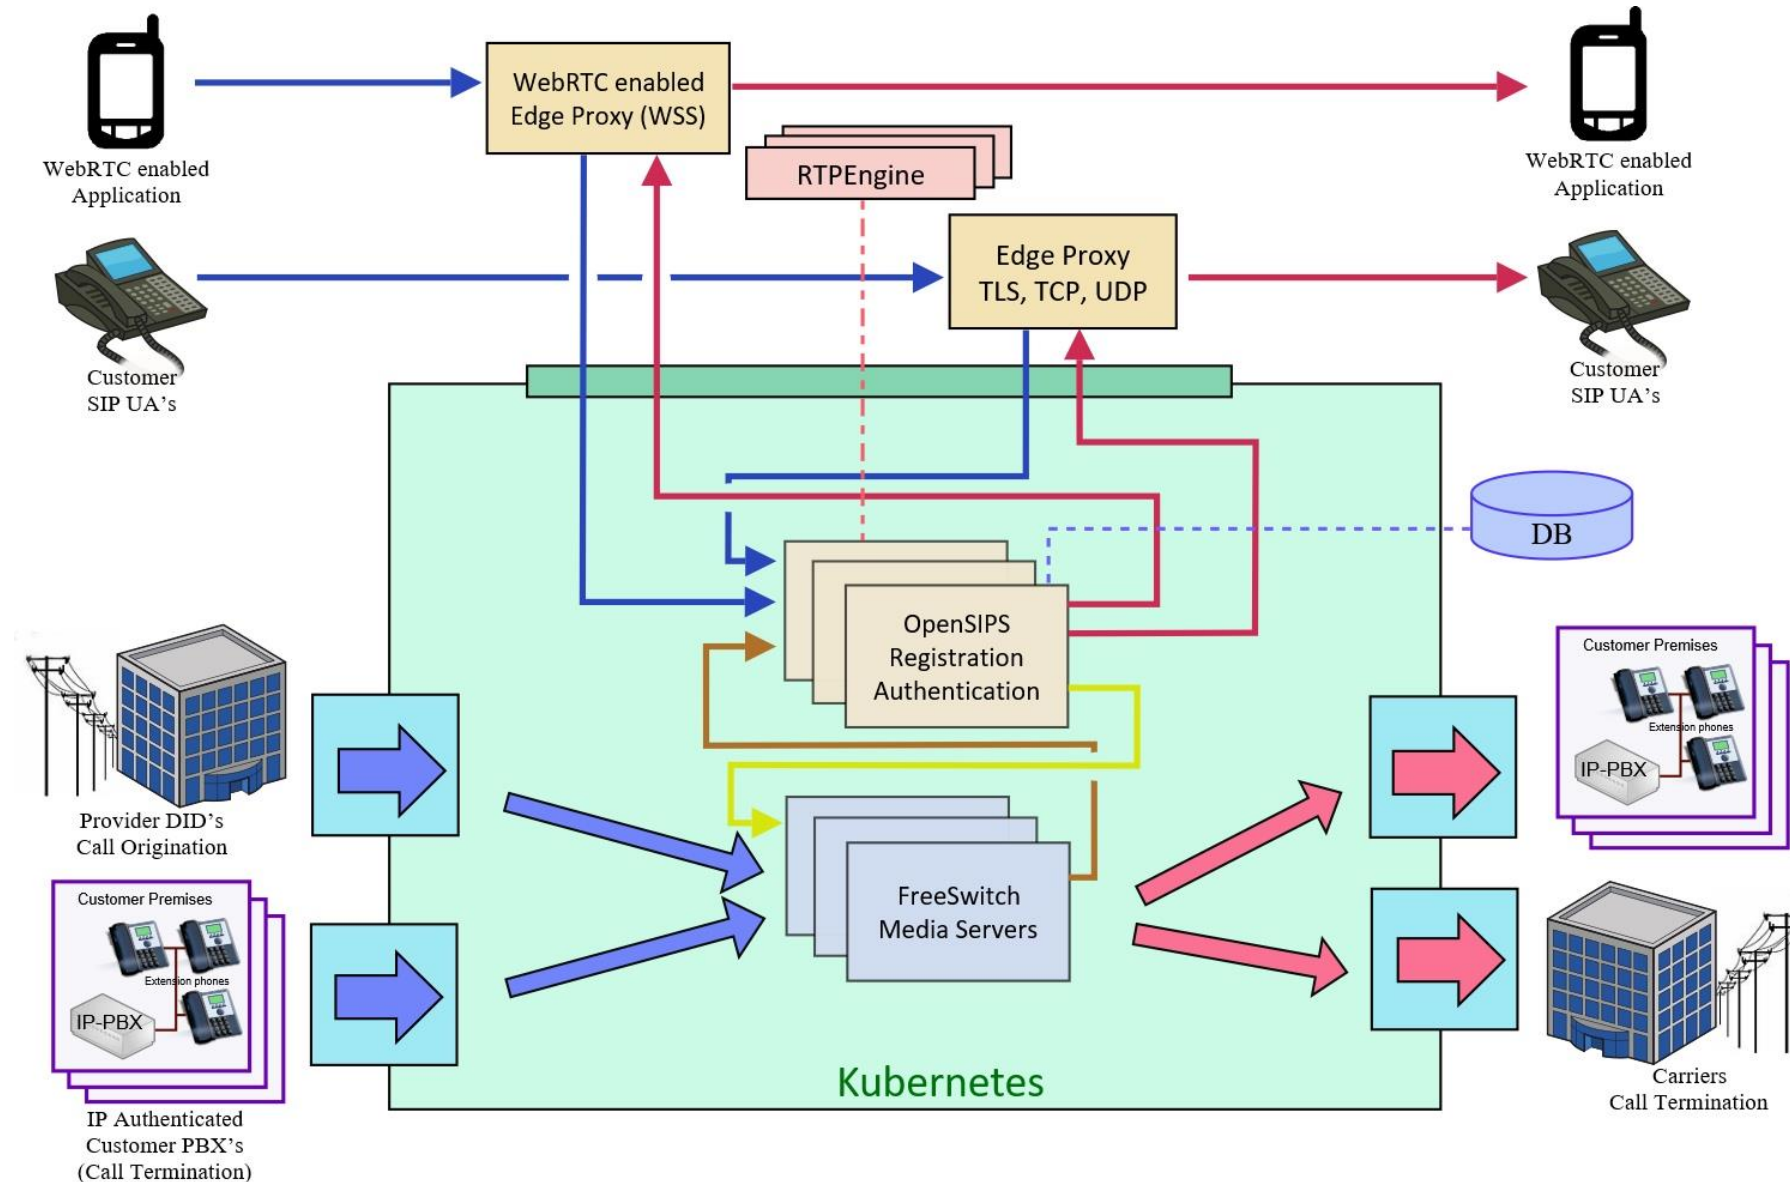 WebRTC enabled
Application
WebRTC enabled
Edge Proxy (WSS)
RTPEngine
WebRTC enabled
Application
Customer
SIP UA's
Edge Proxy
TLS, TCP, UDP
Customer
SIP UA's
DB
OpenSIPS
Registration
Authentication
Provider DID's
Call Origination
Customer Premises
Extension phones
IP-PBX
FreeSwitch
Media Servers
Customer Premises
Extension phones
IP-PBX
IP Authenticated
Customer PBX's
(Call Termination)
Kubernetes
Carriers
Call Termination